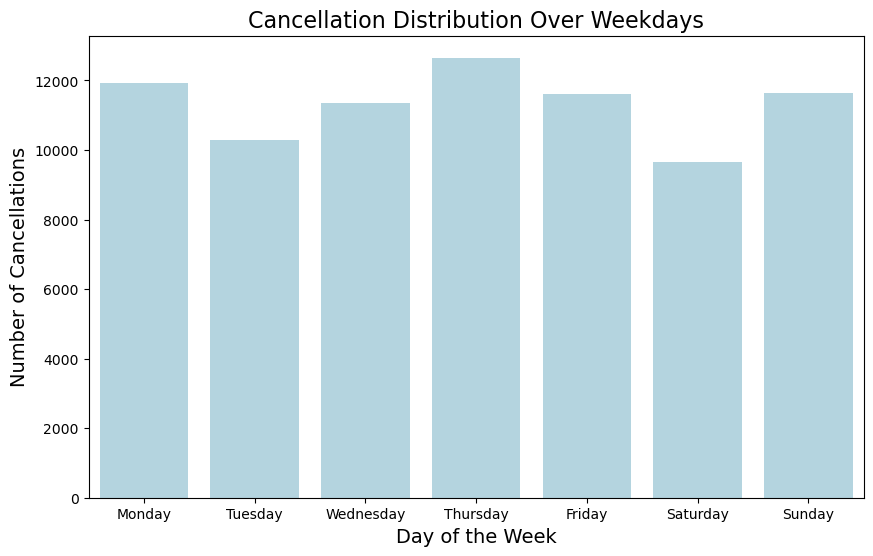 Cancellation Distribution Over Weekdays
Number of Cancellations
12000
10000
8000
6000
4000
2000
0
Monday Tuesday Wednesday Thursday Friday Saturday Sunday
Day of the Week